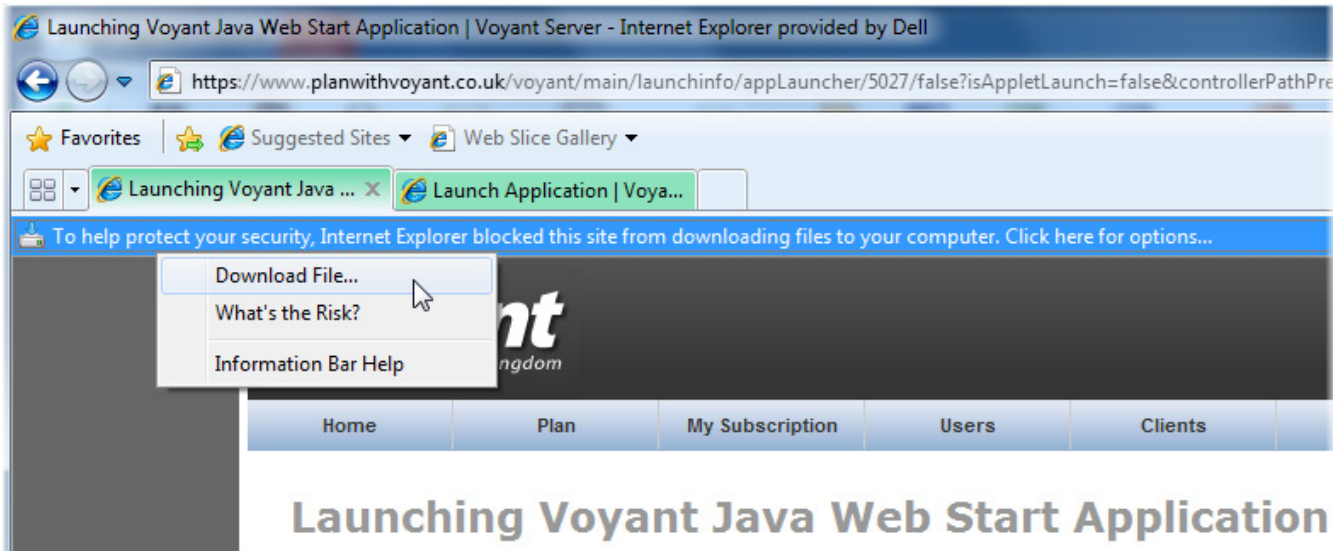 Launching Voyant Java Web Start Application | Voyant Server - Internet Explorer provided by Dell
https://www.planwithvoyant.co.uk/voyant/main/launchinfo/appLauncher/5027/false?isAppletLaunch=false&controllerPathPre
Favorites Suggested Sites Web Slice Gallery
Launching Voyant Java ... x Launch Application | Voya...
To help protect your security, Internet Explorer blocked this site from downloading files to your computer. Click here for options...
Download File...
What's the Risk?
nt
ngdom
Information Bar Help
Home Plan My Subscription Users Clients
Launching Voyant Java Web Start Application